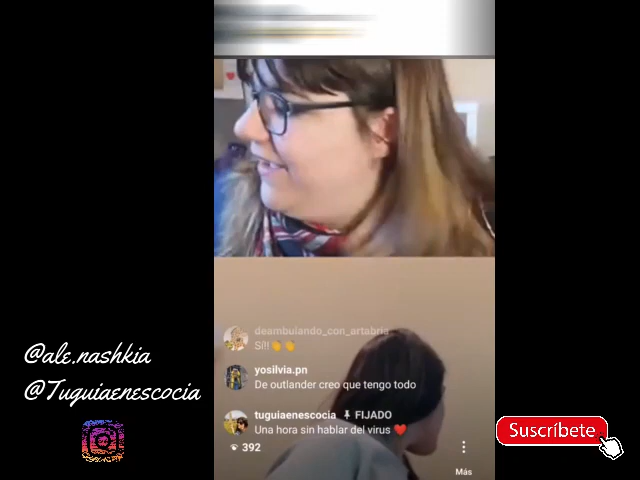 deambulando_con_artabria
Sí!!👏👏
yosilvia.pn
De outlander creo que tengo todo
@ale.nashkia
@Tuguiaenescocia
tuguiaenescocia FIJADO
Una hora sin hablar del virus ❤️
392
Suscríbete
Más